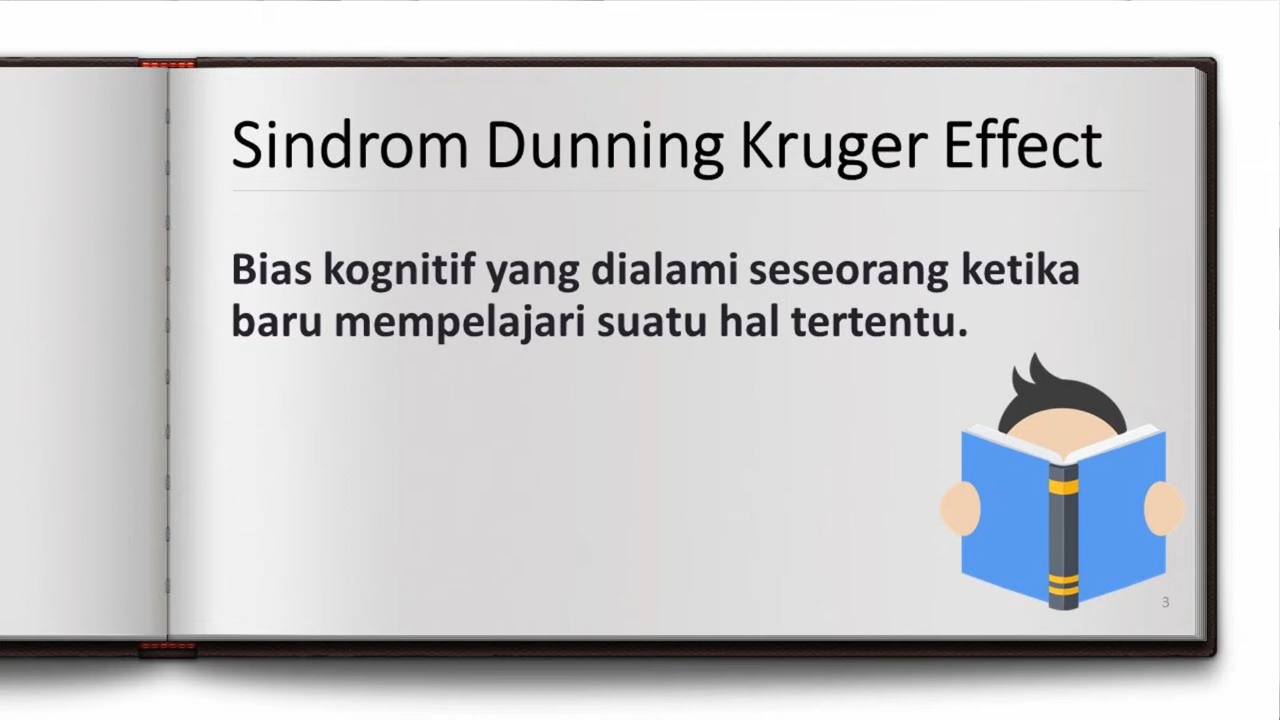 Sindrom Dunning Kruger Effect
Bias kognitif yang dialami seseorang ketika
baru mempelajari suatu hal tertentu.
3